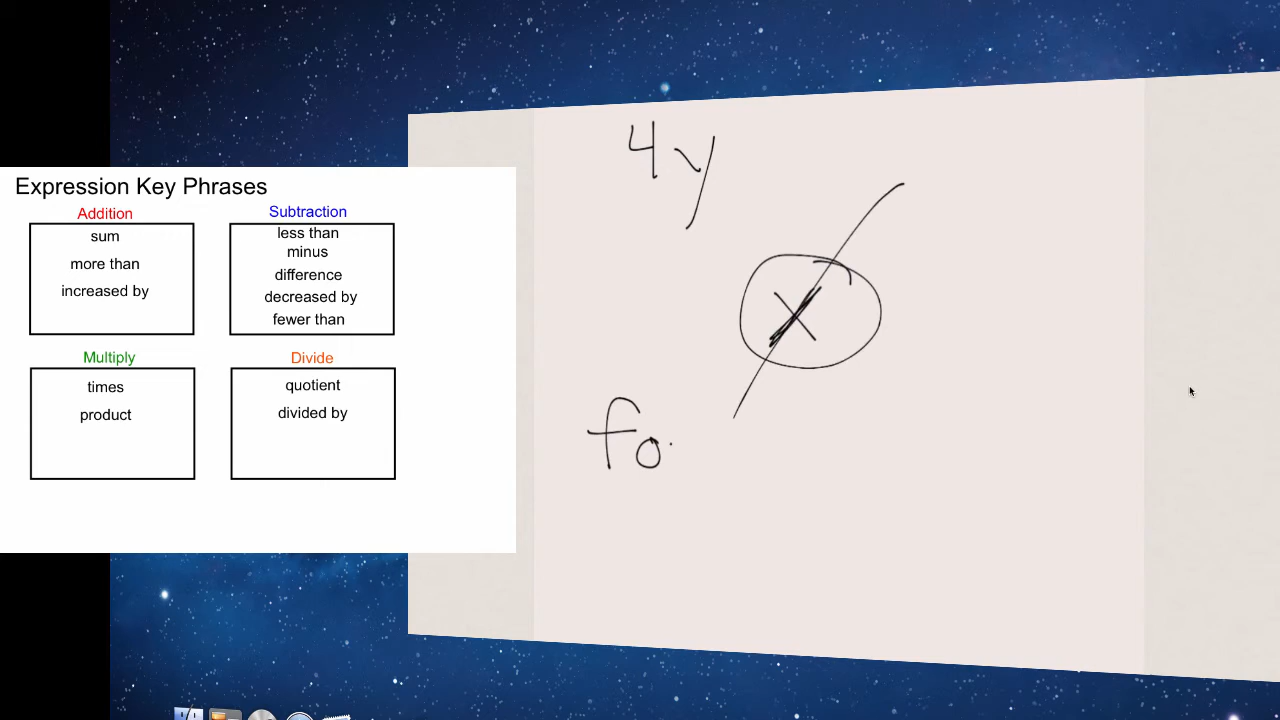 Expression Key Phrases
Addition
sum
more than
increased by
Subtraction
less than
minus
difference
decreased by
fewer than
Multiply
times
product
Divide
quotient
divided by
4y
x
fo